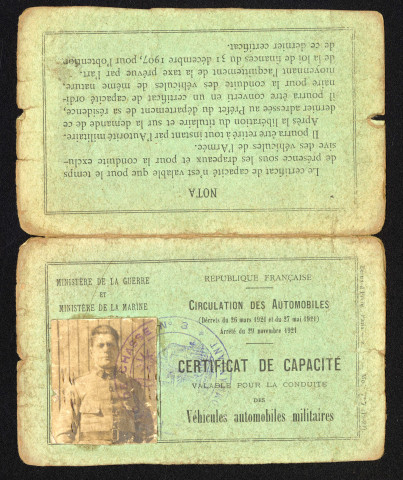 NOTA
Le certificat de capacité n'est valable que pour le temps
de présence sous les drapeaux et pour la conduite exclu-
sive des véhicules de l'Armée.
Il pourra être retiré à tout instant par l'Autorité militaire.
Après la libération du titulaire et sur la demande de ce
dernier adressée au Préfet du département de sa résidence,
il pourra être converti en un certificat de capacité ordi-
naire pour la conduite des véhicules de même nature,
moyennant l'acquittement de la taxe prévue par l'art.
de la loi de finances du 31 décembre 1907, pour l'obtention
de ce dernier certificat.
MINISTÈRE DE LA GUERRE
ET
MINISTÈRE DE LA MARINE
RÉPUBLIQUE FRANÇAISE
CIRCULATION DES AUTOMOBILES
(Décrets du 26 mars 1921 et du 27 mai 1921)
Arrêté du 29 novembre 1921
CERTIFICAT DE CAPACITÉ
VALABLE POUR LA CONDUITE
DES
Véhicules automobiles militaires
N° 3